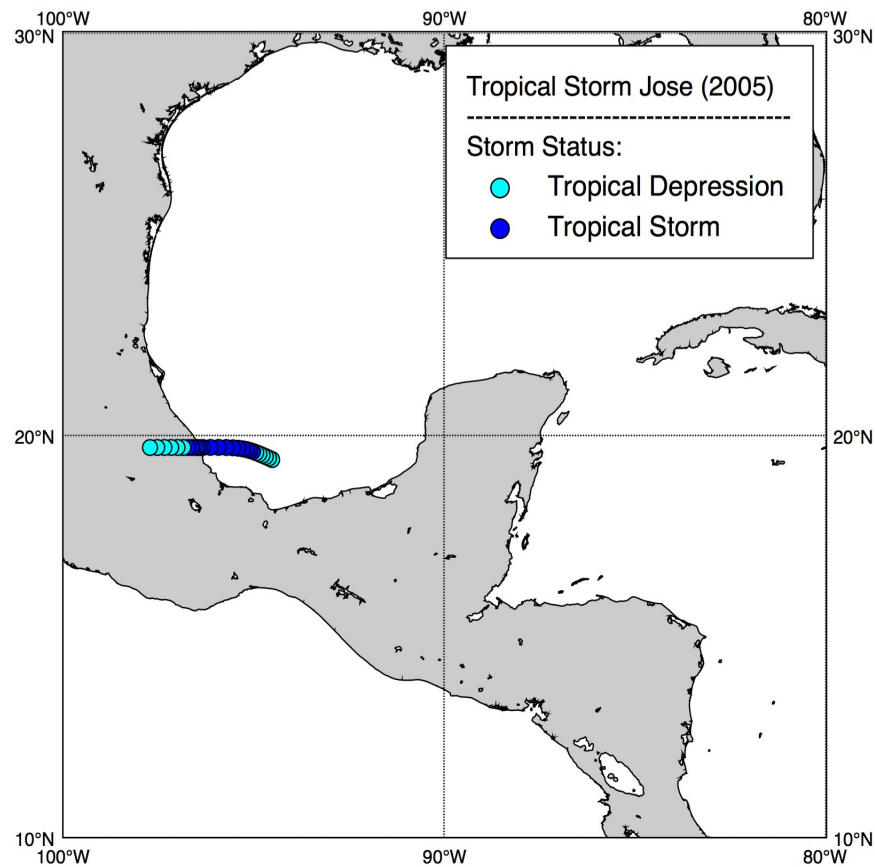 100°W 90°W 80°W
30°N 30°N
Tropical Storm Jose (2005)
-----------------------------------
Storm Status:
Tropical Depression
Tropical Storm
20°N 20°N
10°N 10°N
100°W 90°W 80°W